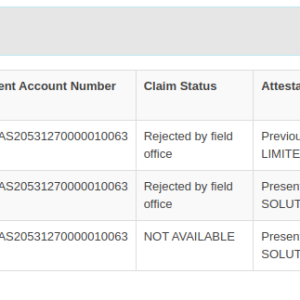 ent Account Number Claim Status Attesta
AS20531270000010063 Rejected by field Previou
office LIMITE
AS20531270000010063 Rejected by field Presen
office SOLUT
AS20531270000010063 NOT AVAILABLE Presen
SOLUT